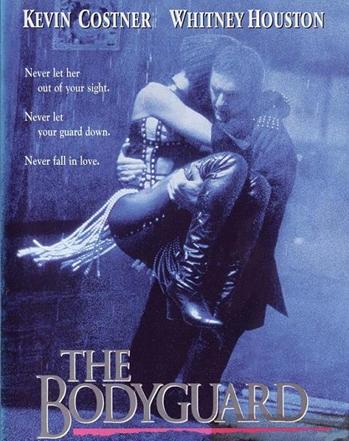 KEVIN COSTNER WHITNEY HOUSTON
Never let her
out of your sight.
Never let
your guard down.
Never fall in love.
THE
BODYGUARD